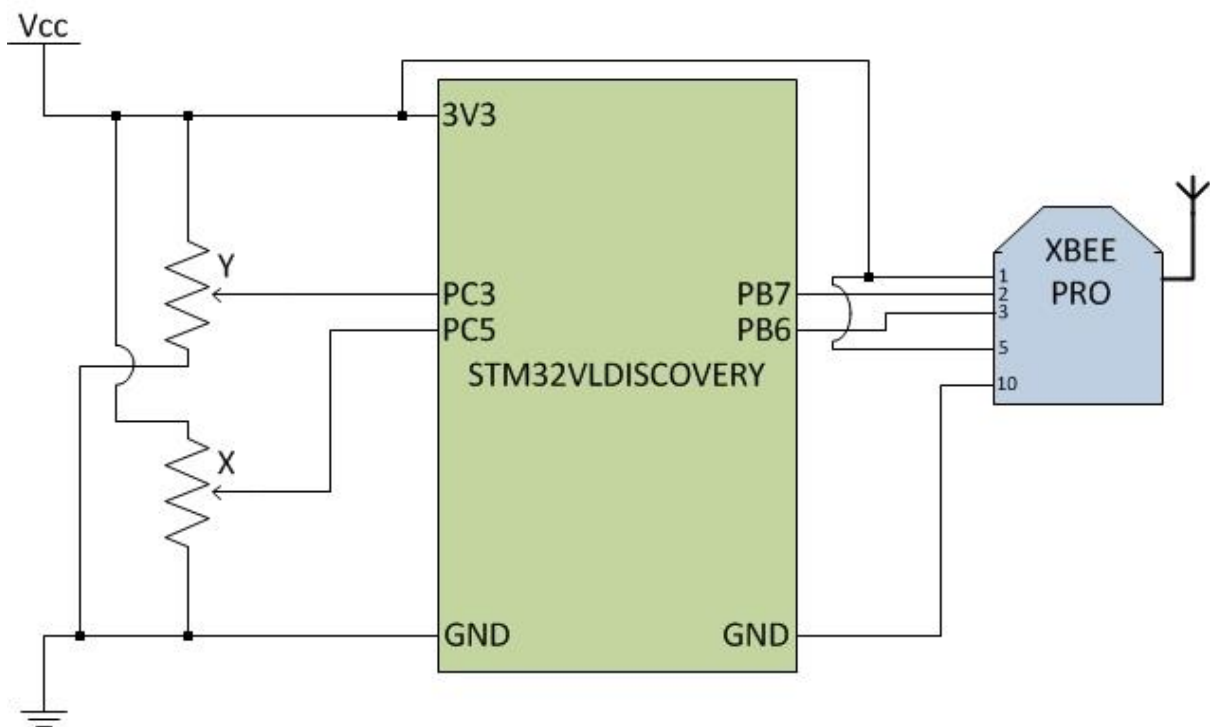 Vcc
3V3
Y
PC3
PC5
X
GND
STM32VLDISCOVERY
PB7
PB6
GND
XBEE
PRO
1
2
3
5
10